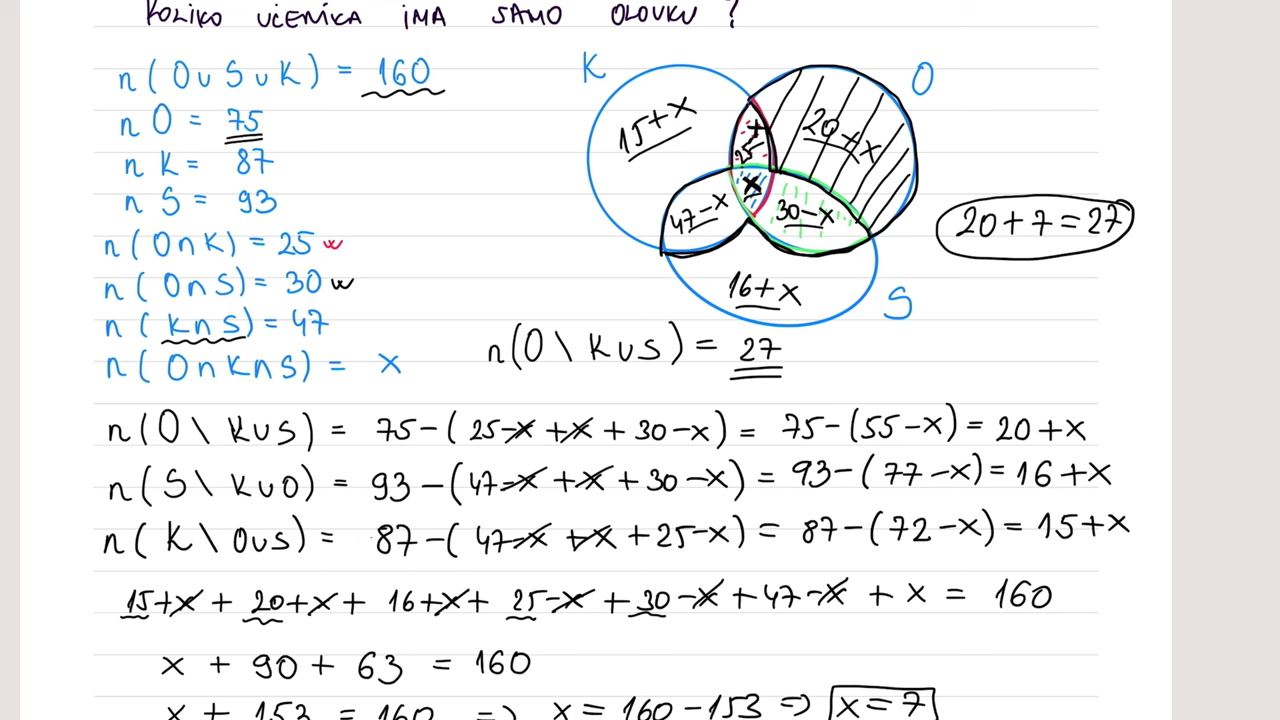 KOLIKO UČENIKA IMA SAMO OLOVKU ?
n ( O ∪ S ∪ K ) = 160
n O = 75
n K = 87
n S = 93
n ( O ∩ K ) = 25 w
n ( O ∩ S ) = 30 w
n ( K ∩ S ) = 47
n ( O ∩ K ∩ S ) = x
K
O
15+x
25-x
20+x
x
47-x
30-x
16+x
S
20+7=27
n(O \ K∪S) = 27
n(O \ K∪S) = 75-( 25-x +x + 30-x) = 75-(55-x) = 20+x
n(S \ K∪O) = 93-(47-x +x + 30-x) = 93-(77-x) = 16+x
n( K \ O∪S) = 87-( 47-x +x +25-x) = 87-(72-x) = 15+x
15+x + 20+x + 16+x + 25-x + 30-x + 47-x + x = 160
x + 90 + 63 = 160
x + 153 = 160 => x = 160-153 => x=7